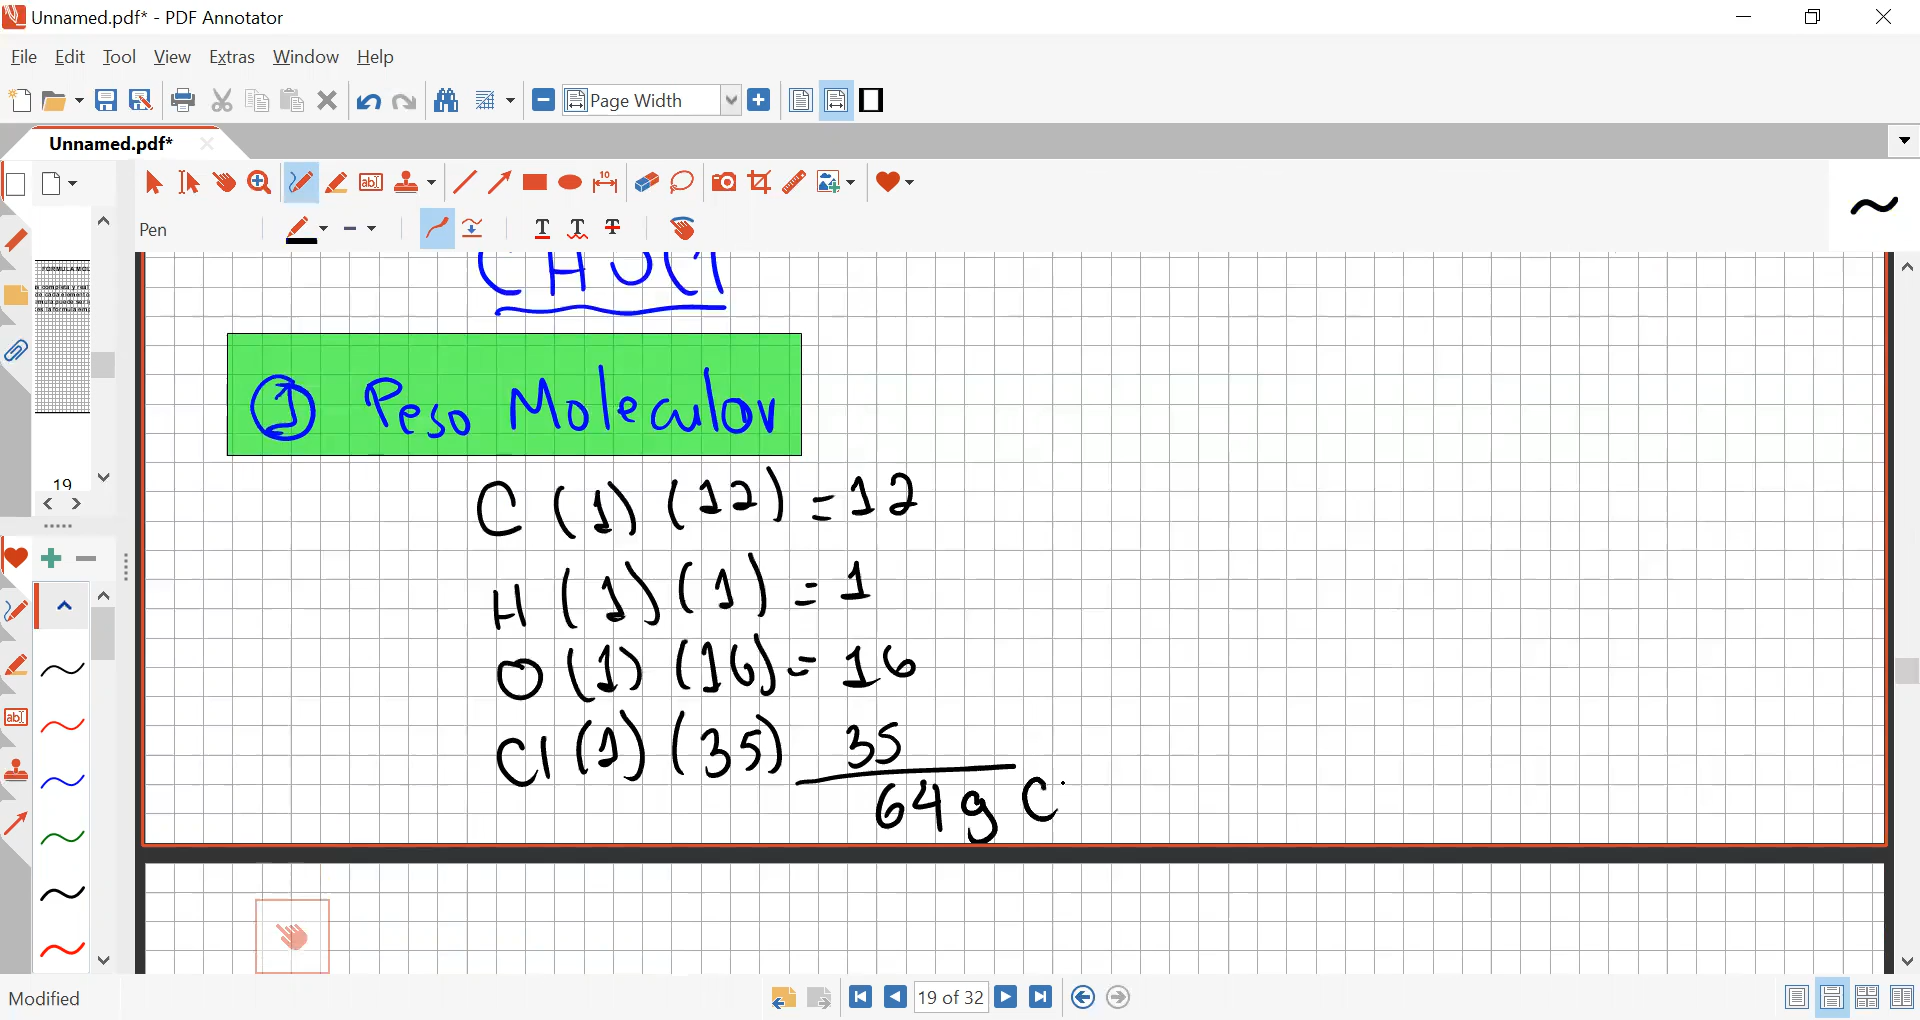 Unnamed.pdf* - PDF Annotator
File Edit Tool View Extras Window Help
Page Width
Unnamed.pdf*
Pen
FORMULA MOL
19
CHOCl
1 Peso Molecular
C (1) (12) = 12
H (1) (1) = 1
O (1) (16) = 16
Cl (1) (35) 35
64 g C
Modified
19 of 32